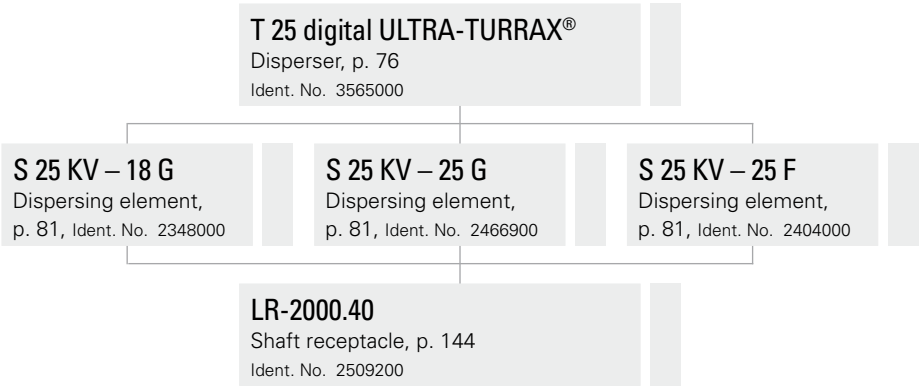 T 25 digital ULTRA-TURRAX®
Disperser, p. 76
Ident. No. 3565000
S 25 KV – 18 G
Dispersing element,
p. 81, Ident. No. 2348000
S 25 KV – 25 G
Dispersing element,
p. 81, Ident. No. 2466900
S 25 KV – 25 F
Dispersing element,
p. 81, Ident. No. 2404000
LR-2000.40
Shaft receptacle, p. 144
Ident. No. 2509200